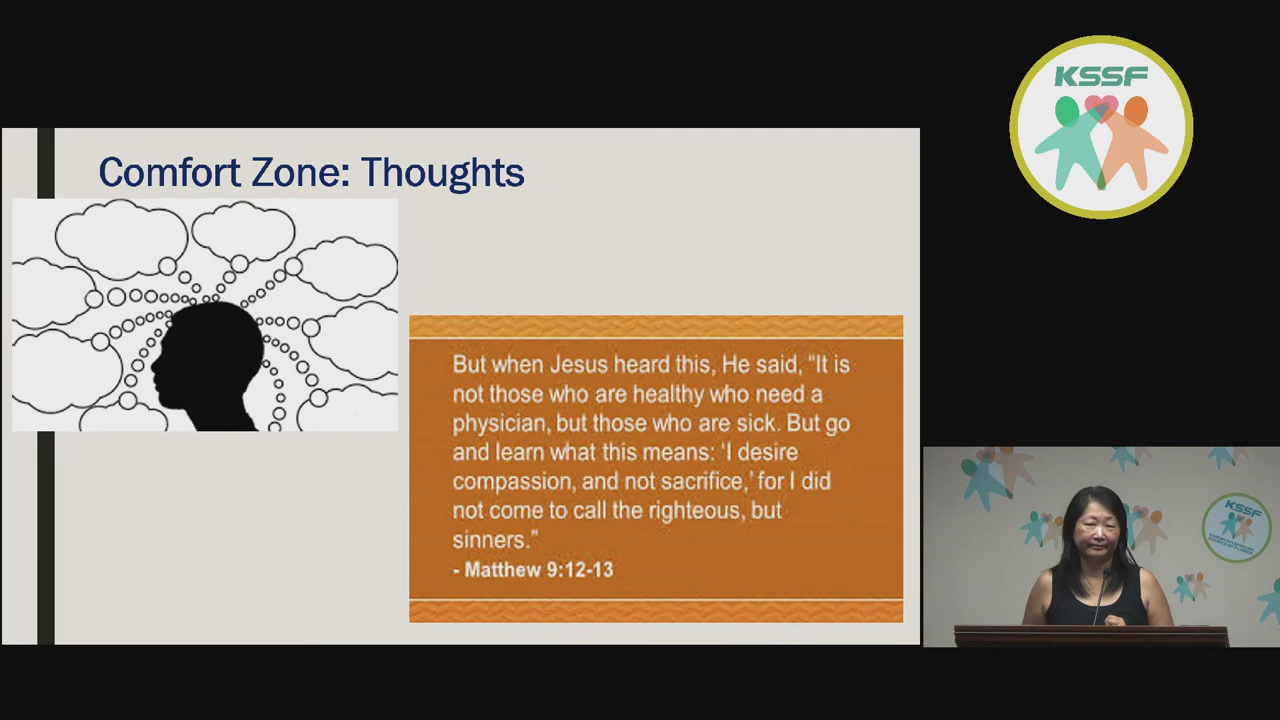 KSSF
Comfort Zone: Thoughts
But when Jesus heard this, He said, “It is
not those who are healthy who need a
physician, but those who are sick. But go
and learn what this means: 'I desire
compassion, and not sacrifice,' for I did
not come to call the righteous, but
sinners.”
- Matthew 9:12-13
KSSF